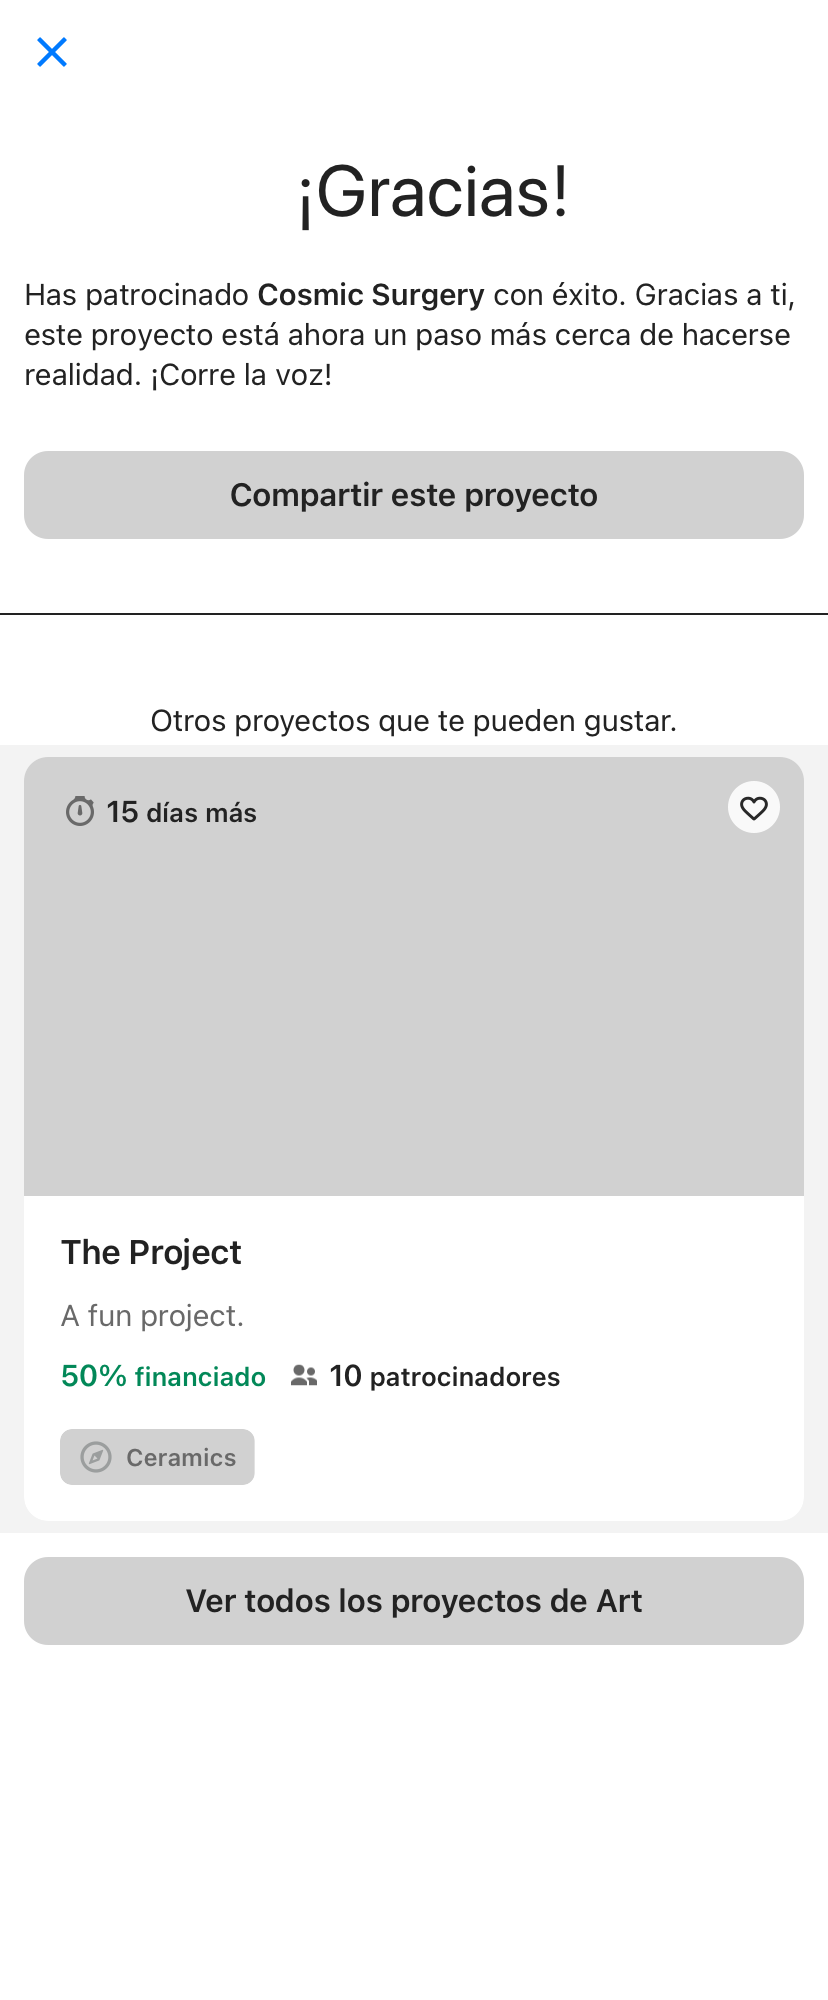 ¡Gracias!
Has patrocinado Cosmic Surgery con éxito. Gracias a ti,
este proyecto está ahora un paso más cerca de hacerse
realidad. ¡Corre la voz!
Compartir este proyecto
Otros proyectos que te pueden gustar.
15 días más
The Project
A fun project.
50% financiado 10 patrocinadores
Ceramics
Ver todos los proyectos de Art